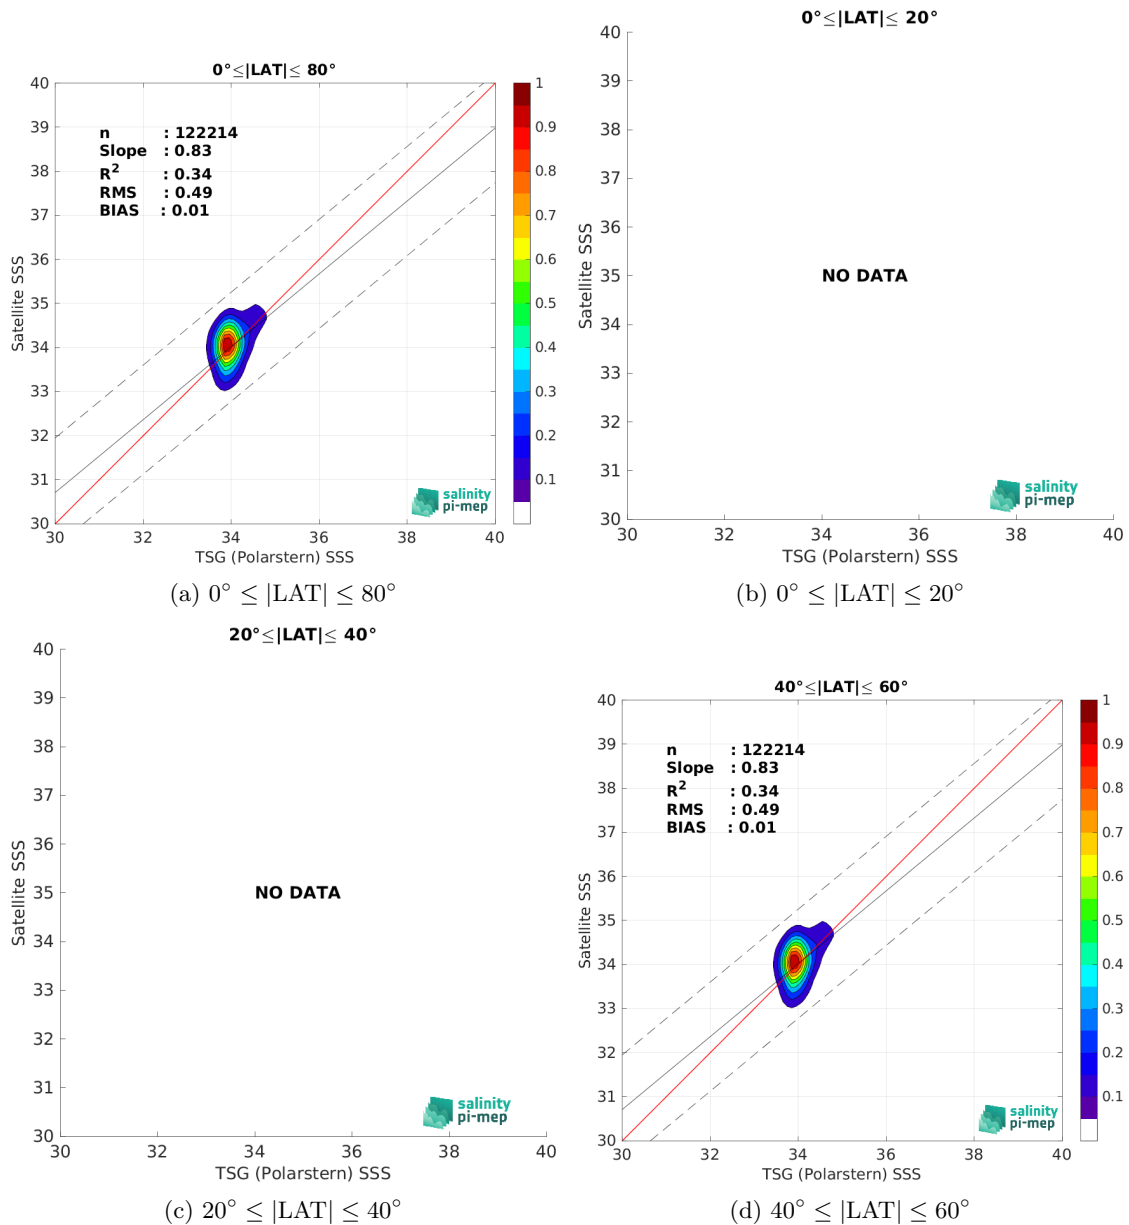 0°≤|LAT|≤ 80°
40
39
38
37
36
35
34
33
32
31
30
Satellite SSS
n : 122214
Slope : 0.83
R² : 0.34
RMS : 0.49
BIAS : 0.01
salinity
pi-mep
30 32 34 36 38 40
TSG (Polarstern) SSS
1
0.9
0.8
0.7
0.6
0.5
0.4
0.3
0.2
0.1
(a) 0° ≤ |LAT| ≤ 80°
0°≤|LAT|≤ 20°
40
39
38
37
36
35
34
33
32
31
30
Satellite SSS
NO DATA
salinity
pi-mep
30 32 34 36 38 40
TSG (Polarstern) SSS
(b) 0° ≤ |LAT| ≤ 20°
20°≤|LAT|≤ 40°
40
39
38
37
36
35
34
33
32
31
30
Satellite SSS
NO DATA
salinity
pi-mep
30 32 34 36 38 40
TSG (Polarstern) SSS
(c) 20° ≤ |LAT| ≤ 40°
40°≤|LAT|≤ 60°
40
39
38
37
36
35
34
33
32
31
30
Satellite SSS
n : 122214
Slope : 0.83
R² : 0.34
RMS : 0.49
BIAS : 0.01
salinity
pi-mep
30 32 34 36 38 40
TSG (Polarstern) SSS
1
0.9
0.8
0.7
0.6
0.5
0.4
0.3
0.2
0.1
(d) 40° ≤ |LAT| ≤ 60°